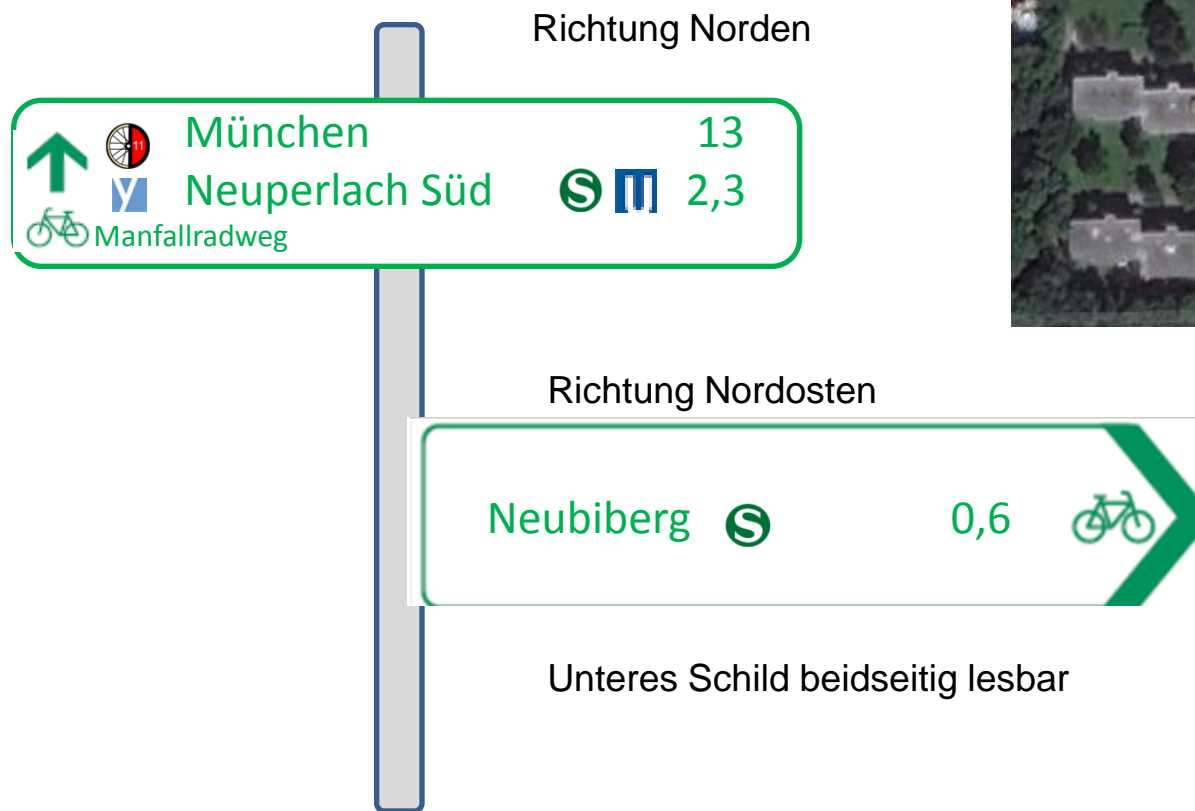 Richtung Norden
München 13
y Neuperlach Süd S 2,3
Manfallradweg
Richtung Nordosten
Neubiberg S 0,6
Unteres Schild beidseitig lesbar